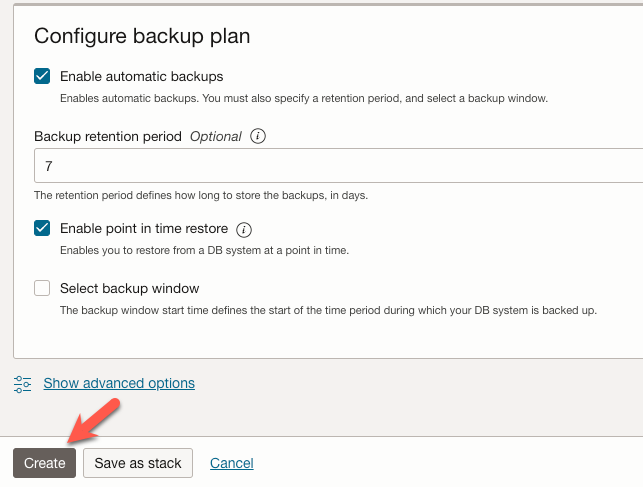 Configure backup plan
Enable automatic backups
Enables automatic backups. You must also specify a retention period, and select a backup window.
Backup retention period Optional
7
The retention period defines how long to store the backups, in days.
Enable point in time restore
Enables you to restore from a DB system at a point in time.
Select backup window
The backup window start time defines the start of the time period during which your DB system is backed up.
Show advanced options
Create Save as stack Cancel